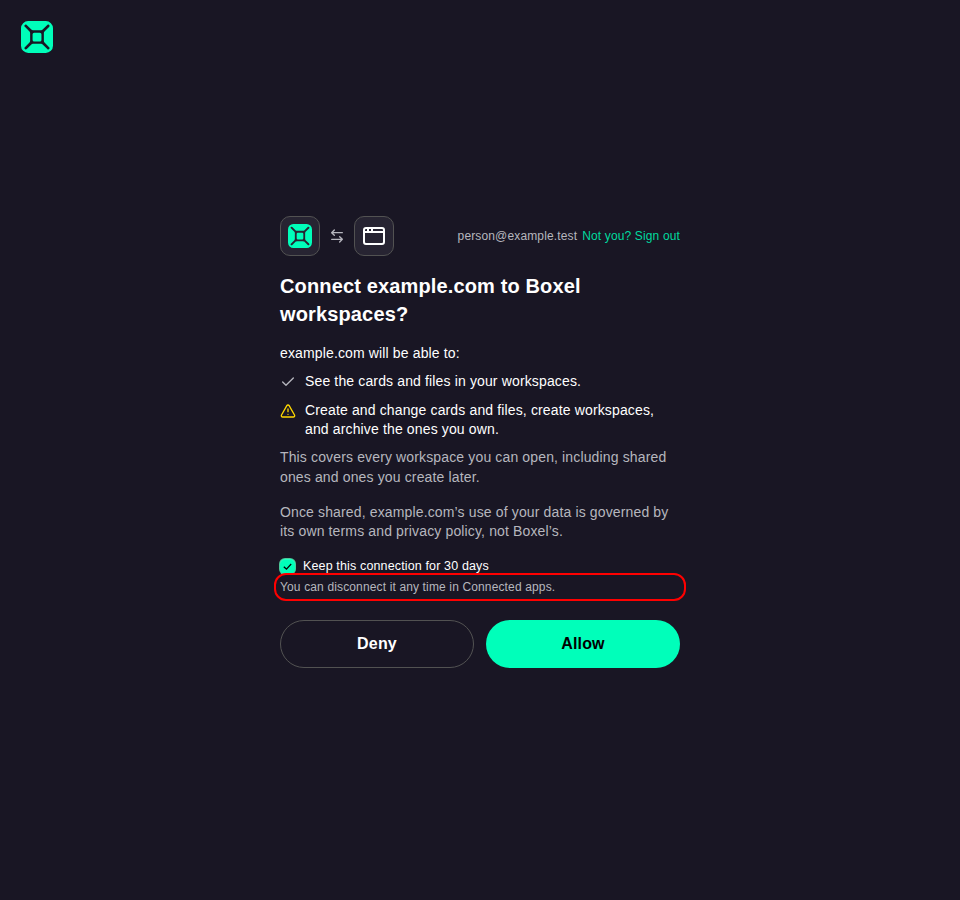 person@example.test Not you? Sign out
Connect example.com to Boxel
workspaces?
example.com will be able to:
See the cards and files in your workspaces.
Create and change cards and files, create workspaces,
and archive the ones you own.
This covers every workspace you can open, including shared
ones and ones you create later.
Once shared, example.com’s use of your data is governed by
its own terms and privacy policy, not Boxel’s.
Keep this connection for 30 days
You can disconnect it any time in Connected apps.
Deny
Allow